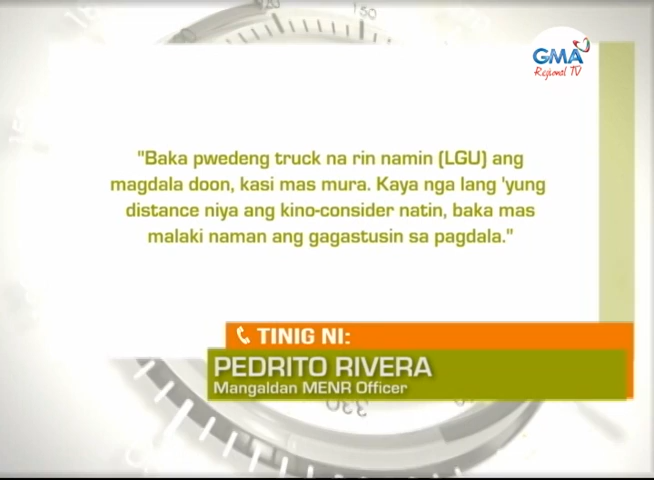 150
GMA
Regional TV
"Baka pwedeng truck na rin namin (LGU) ang
magdala doon, kasi mas mura. Kaya nga lang 'yung
distance niya ang kino-consider natin, baka mas
malaki naman ang gagastusin sa pagdala."
TINIG NI:
PEDRITO RIVERA
Mangaldan MENR Officer
330